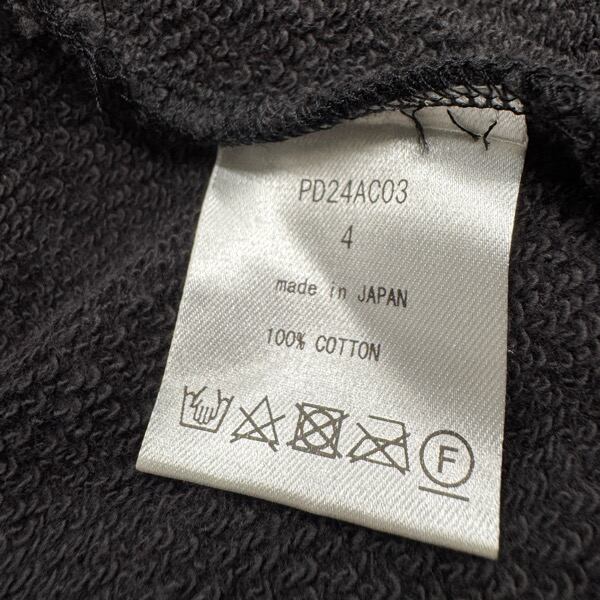 PD24AC03
4
made in JAPAN
100% COTTON
F